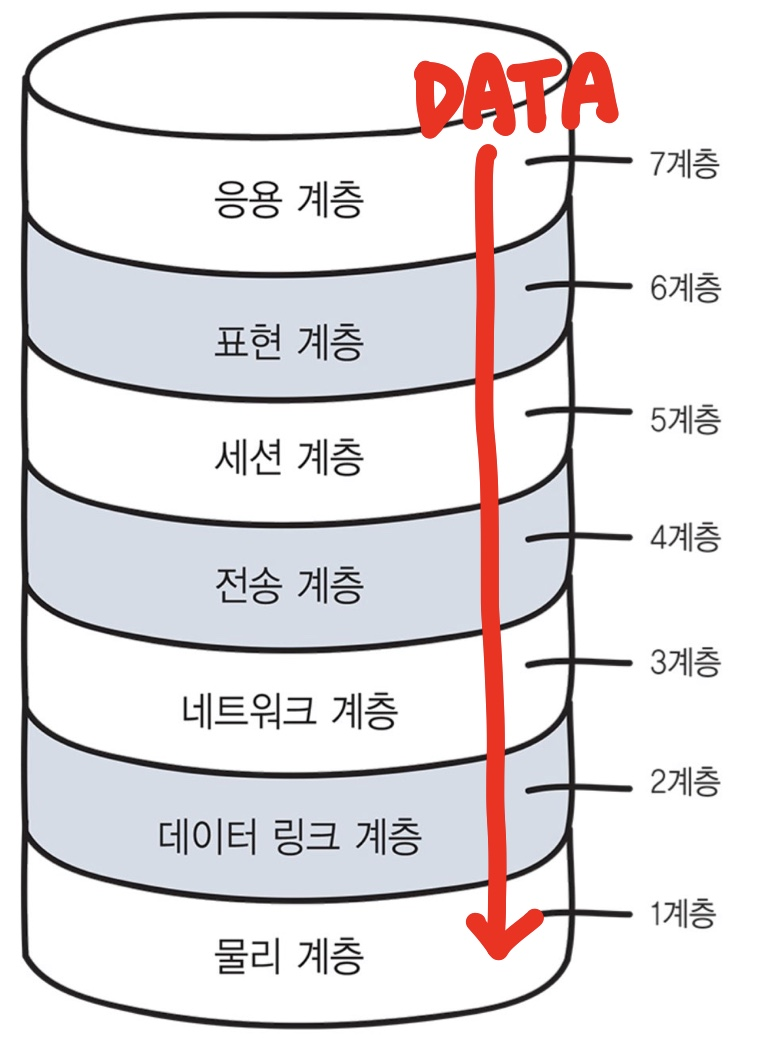 DATA
응용 계층
7계층
표현 계층
6계층
세션 계층
5계층
전송 계층
4계층
네트워크 계층
3계층
데이터 링크 계층
2계층
물리 계층
1계층